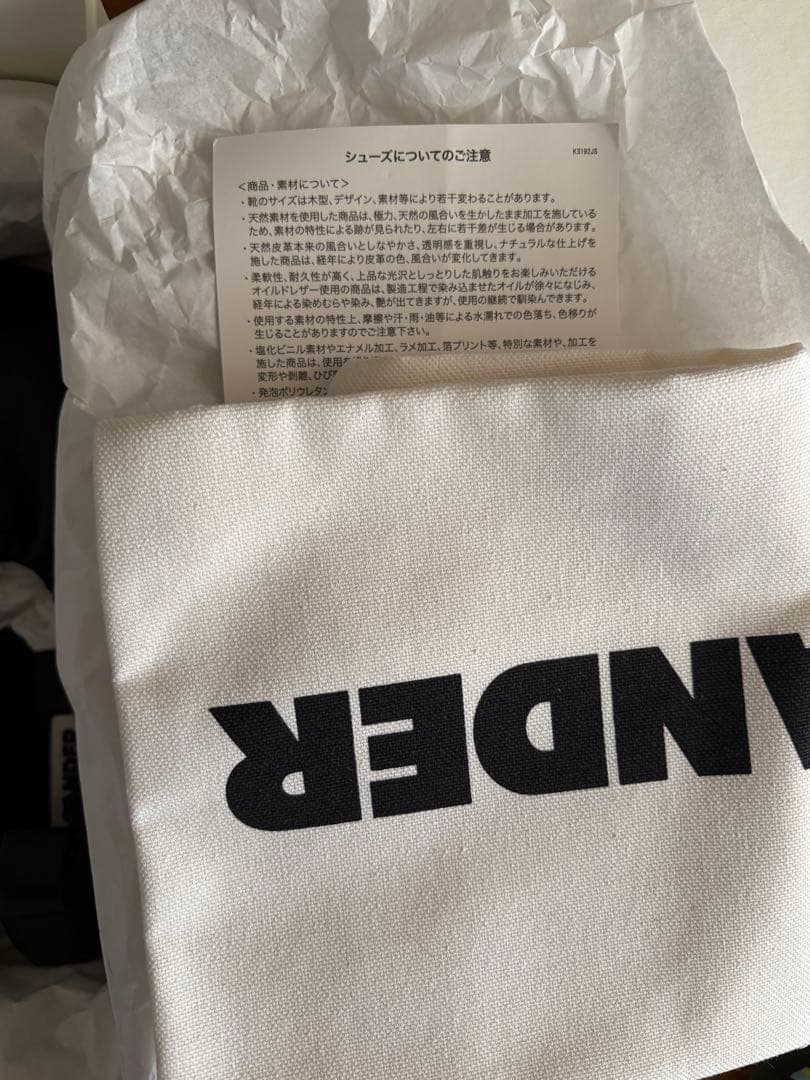 シューズについてのご注意
KS192JS
<商品・素材について>
・靴のサイズは木型、デザイン、素材等により若干変わることがあります。
・天然素材を使用した商品は、極力、天然の風合いを生かしたまま加工を施している
ため、素材の特性による跡が見られたり、左右に若干差が生じる場合があります。
・天然皮革本来の風合いとしなやかさ、透明感を重視し、ナチュラルな仕上げを
施した商品は、経年により皮革の色、風合いが変化してきます。
・柔軟性、耐久性が高く、上品な光沢としっとりした肌触りをお楽しみいただける
オイルドレザー使用の商品は、製造工程で染み込ませたオイルが徐々になじみ、
経年による染めむらや染み、艶が出てきますが、使用の継続で馴染んできます。
・使用する素材の特性上、摩擦や汗・雨・油等による水濡れでの色落ち、色移りが
生じることがありますのでご注意下さい。
・塩化ビニル素材やエナメル加工、ラメ加工、箔プリント等、特別な素材や、加工を
施した商品は、使用を
変形や剥離、ひび
・発泡ポリウレタン
ANDER
ANDER